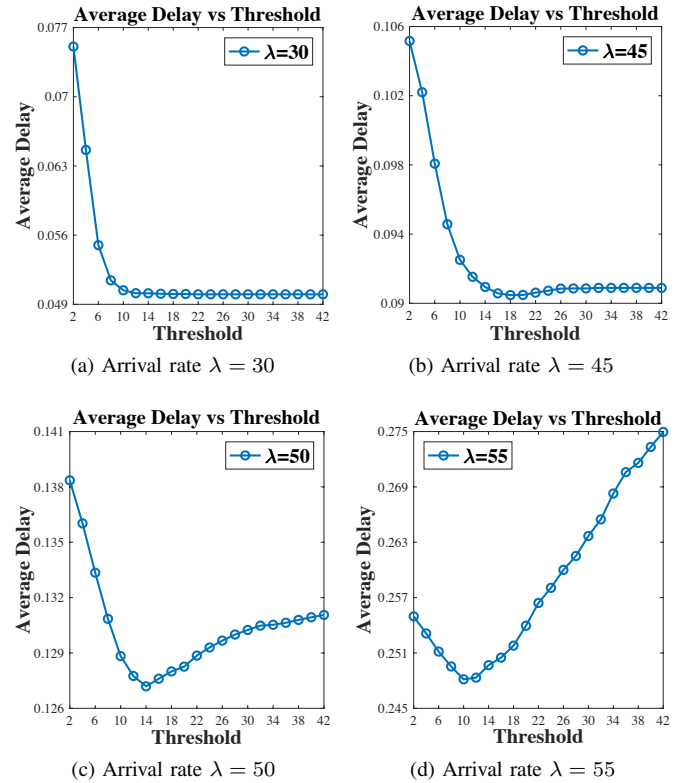 Average Delay vs Threshold
0.077
0.07
0.063
0.056
0.049
Average Delay
λ=30
2 6 10 14 18 22 26 30 34 38 42
Threshold
(a) Arrival rate λ = 30
Average Delay vs Threshold
0.106
0.102
0.098
0.094
0.09
Average Delay
λ=45
2 6 10 14 18 22 26 30 34 38 42
Threshold
(b) Arrival rate λ = 45
Average Delay vs Threshold
0.141
0.138
0.135
0.132
0.129
0.126
Average Delay
λ=50
2 6 10 14 18 22 26 30 34 38 42
Threshold
(c) Arrival rate λ = 50
Average Delay vs Threshold
0.275
0.269
0.263
0.257
0.251
0.245
Average Delay
λ=55
2 6 10 14 18 22 26 30 34 38 42
Threshold
(d) Arrival rate λ = 55